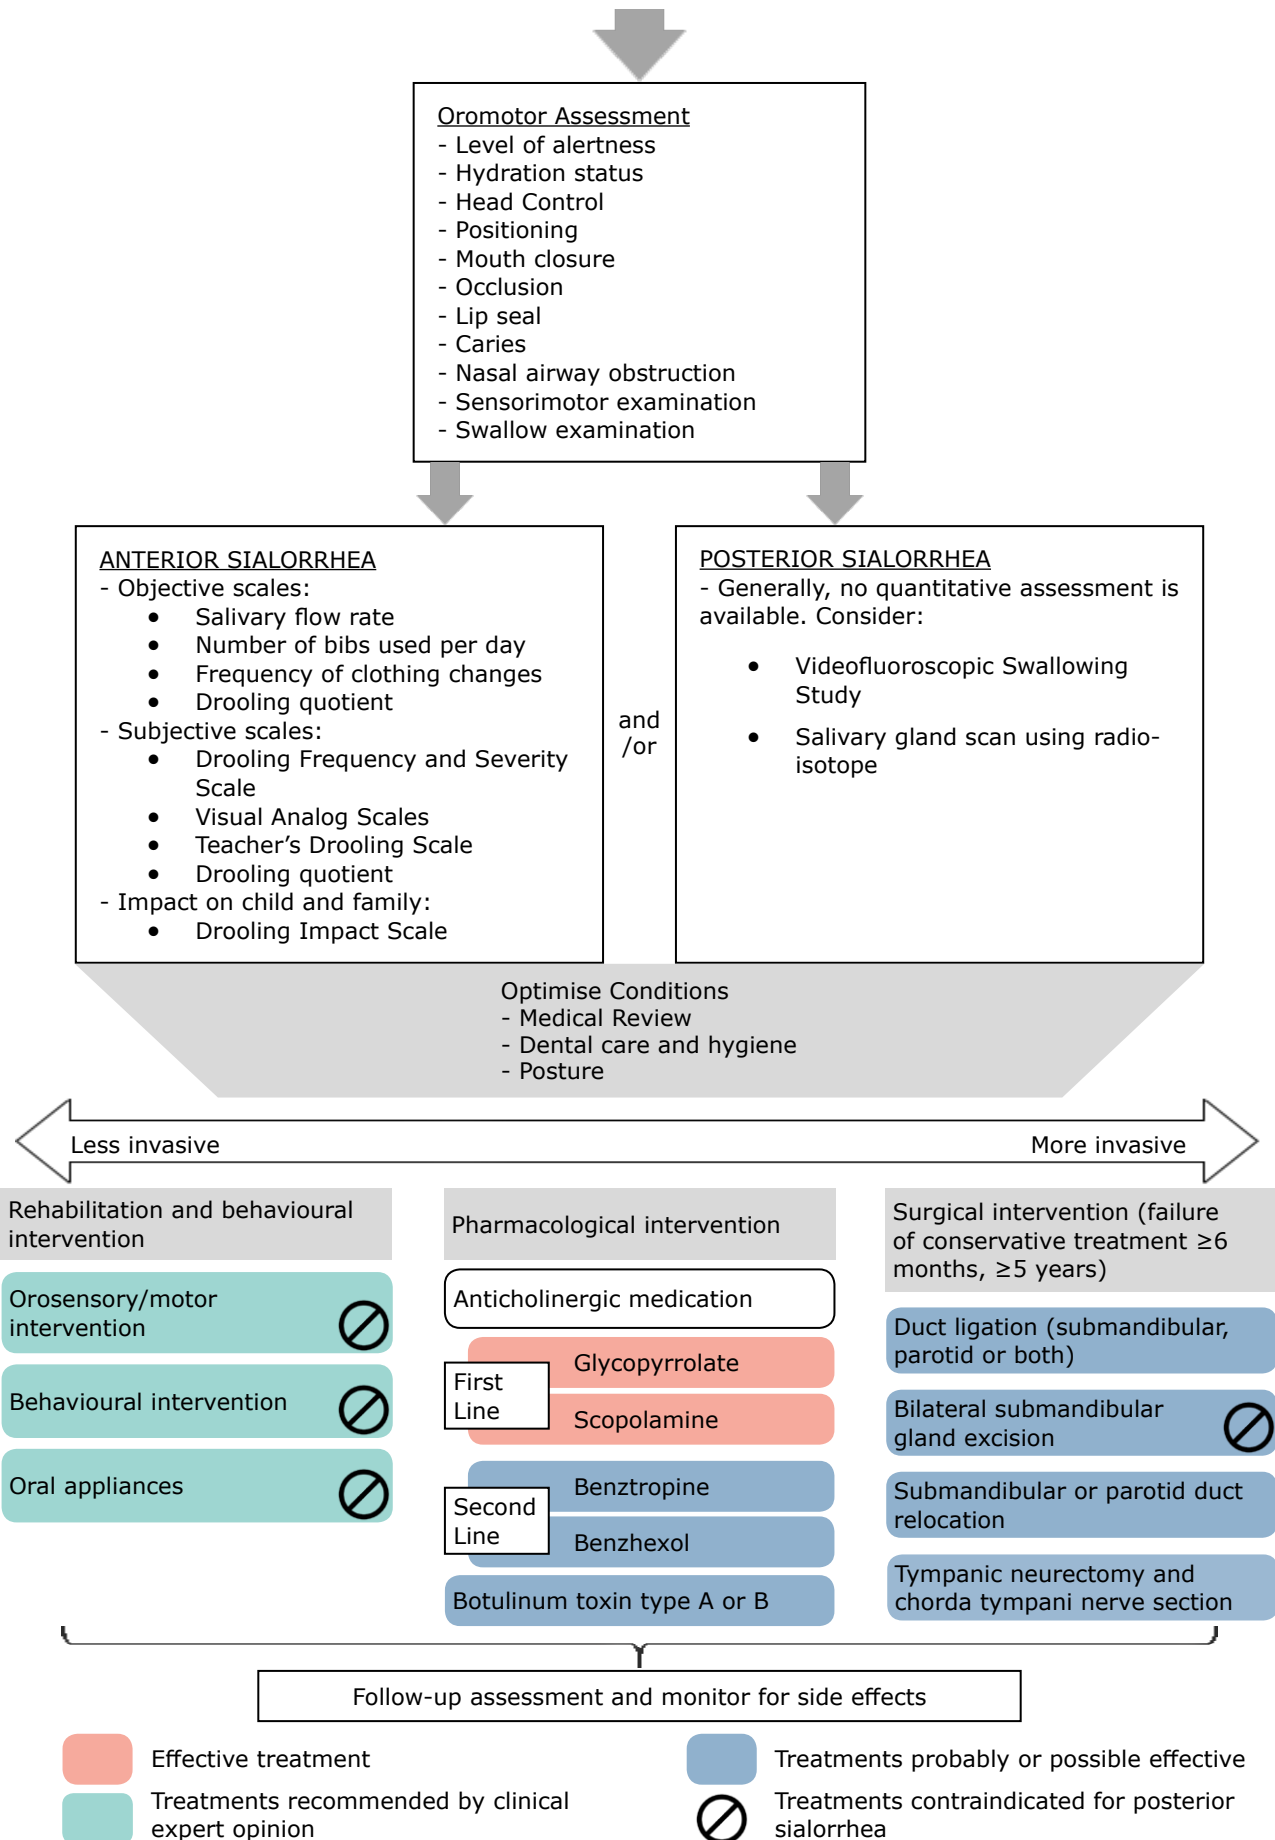 Oromotor Assessment
- Level of alertness
- Hydration status
- Head Control
- Positioning
- Mouth closure
- Occlusion
- Lip seal
- Caries
- Nasal airway obstruction
- Sensorimotor examination
- Swallow examination
ANTERIOR SIALORRHEA
- Objective scales:
• Salivary flow rate
• Number of bibs used per day
• Frequency of clothing changes
• Drooling quotient
- Subjective scales:
• Drooling Frequency and Severity
Scale
• Visual Analog Scales
• Teacher’s Drooling Scale
• Drooling quotient
- Impact on child and family:
• Drooling Impact Scale
and
/or
POSTERIOR SIALORRHEA
- Generally, no quantitative assessment is
available. Consider:
• Videofluoroscopic Swallowing
Study
• Salivary gland scan using radio-
isotope
Optimise Conditions
- Medical Review
- Dental care and hygiene
- Posture
Less invasive
More invasive
Rehabilitation and behavioural
intervention
Orosensory/motor
intervention
Behavioural intervention
Oral appliances
Pharmacological intervention
Anticholinergic medication
First
Line
Glycopyrrolate
Scopolamine
Second
Line
Benztropine
Benzhexol
Botulinum toxin type A or B
Surgical intervention (failure
of conservative treatment ≥6
months, ≥5 years)
Duct ligation (submandibular,
parotid or both)
Bilateral submandibular
gland excision
Submandibular or parotid duct
relocation
Tympanic neurectomy and
chorda tympani nerve section
Follow-up assessment and monitor for side effects
Effective treatment
Treatments recommended by clinical
expert opinion
Treatments probably or possible effective
Treatments contraindicated for posterior
sialorrhea